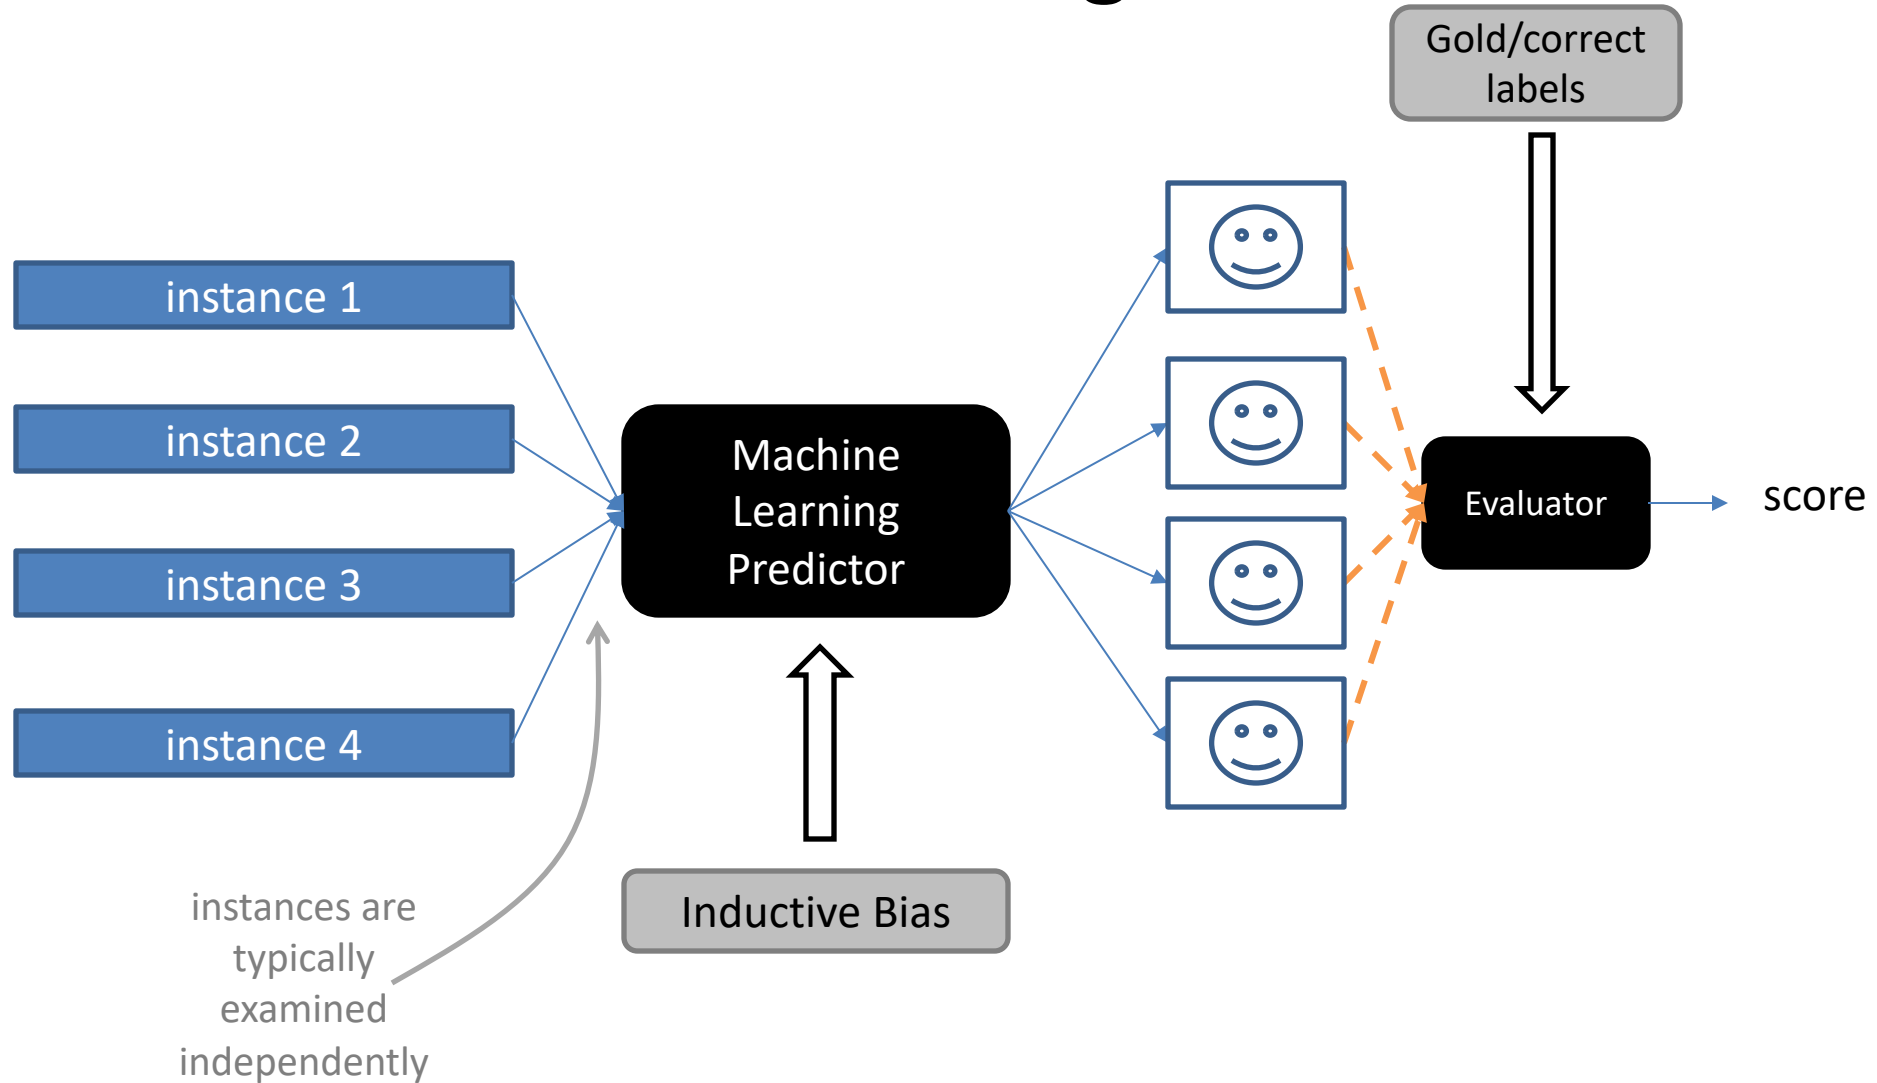 Gold/correct
labels
instance 1
instance 2
instance 3
instance 4
Machine
Learning
Predictor
Evaluator
score
Inductive Bias
instances are
typically
examined
independently